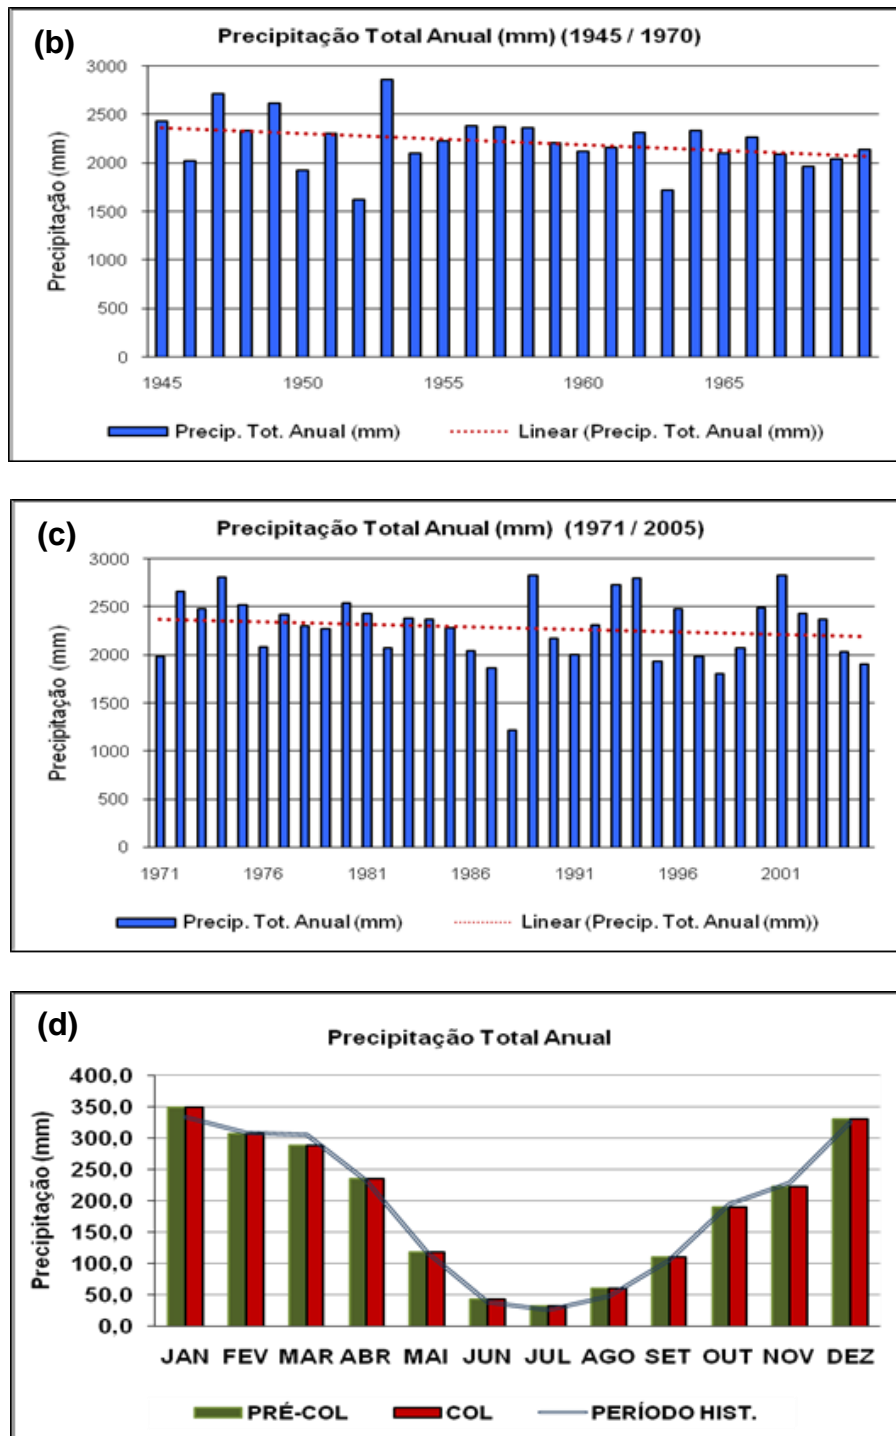 (b)
Precipitação Total Anual (mm) (1945 / 1970)
Precipitação (mm)
3000
2500
2000
1500
1000
500
0
1945 1950 1955 1960 1965
Precip. Tot. Anual (mm) Linear (Precip. Tot. Anual (mm))
(c)
Precipitação Total Anual (mm) (1971 / 2005)
Precipitação (mm)
3000
2500
2000
1500
1000
500
0
1971 1976 1981 1986 1991 1996 2001
Precip. Tot. Anual (mm) Linear (Precip. Tot. Anual (mm))
(d)
Precipitação Total Anual
Precipitação (mm)
400,0
350,0
300,0
250,0
200,0
150,0
100,0
50,0
0,0
JAN FEV MAR ABR MAI JUN JUL AGO SET OUT NOV DEZ
PRÉ-COL COL PERÍODO HIST.